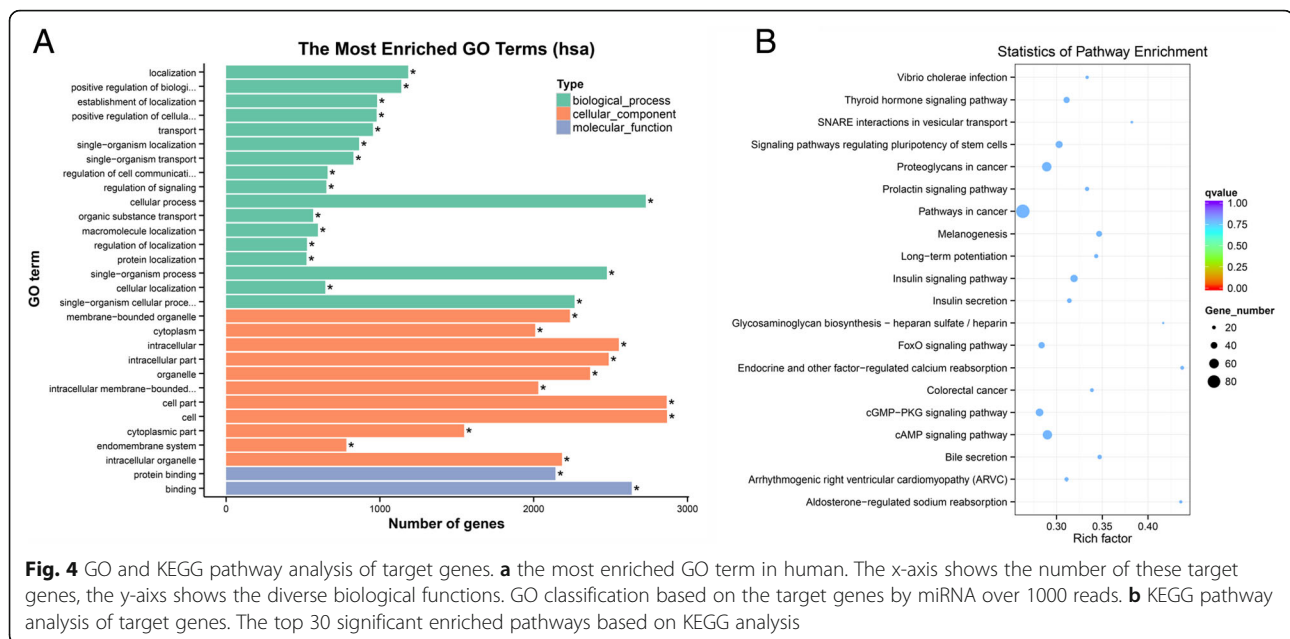 A
The Most Enriched GO Terms (hsa)
localization
positive regulation of biologi...
establishment of localization
positive regulation of cellula...
transport
single-organism localization
single-organism transport
regulation of cell communicati...
regulation of signaling
cellular process
organic substance transport
macromolecule localization
regulation of localization
protein localization
single-organism process
cellular localization
single-organism cellular proce...
membrane-bounded organelle
cytoplasm
intracellular
intracellular part
organelle
intracellular membrane-bounded...
cell part
cell
cytoplasmic part
endomembrane system
intracellular organelle
protein binding
binding
GO term
* * * * * * * * * * * * * * * * * * * * * * * * * * * * * *
Type
biological_process
cellular_component
molecular_function
0 1000 2000 3000
Number of genes
B
Statistics of Pathway Enrichment
Vibrio cholerae infection
Thyroid hormone signaling pathway
SNARE interactions in vesicular transport
Signaling pathways regulating pluripotency of stem cells
Proteoglycans in cancer
Prolactin signaling pathway
Pathways in cancer
Melanogenesis
Long-term potentiation
Insulin signaling pathway
Insulin secretion
Glycosaminoglycan biosynthesis - heparan sulfate / heparin
FoxO signaling pathway
Endocrine and other factor-regulated calcium reabsorption
Colorectal cancer
cGMP-PKG signaling pathway
cAMP signaling pathway
Bile secretion
Arrhythmogenic right ventricular cardiomyopathy (ARVC)
Aldosterone-regulated sodium reabsorption
0.30 0.35 0.40
Rich factor
qvalue
1.00
0.75
0.50
0.25
0.00
Gene_number
20
40
60
80
Fig. 4 GO and KEGG pathway analysis of target genes. a the most enriched GO term in human. The x-axis shows the number of these target
genes, the y-aixs shows the diverse biological functions. GO classification based on the target genes by miRNA over 1000 reads. b KEGG pathway
analysis of target genes. The top 30 significant enriched pathways based on KEGG analysis